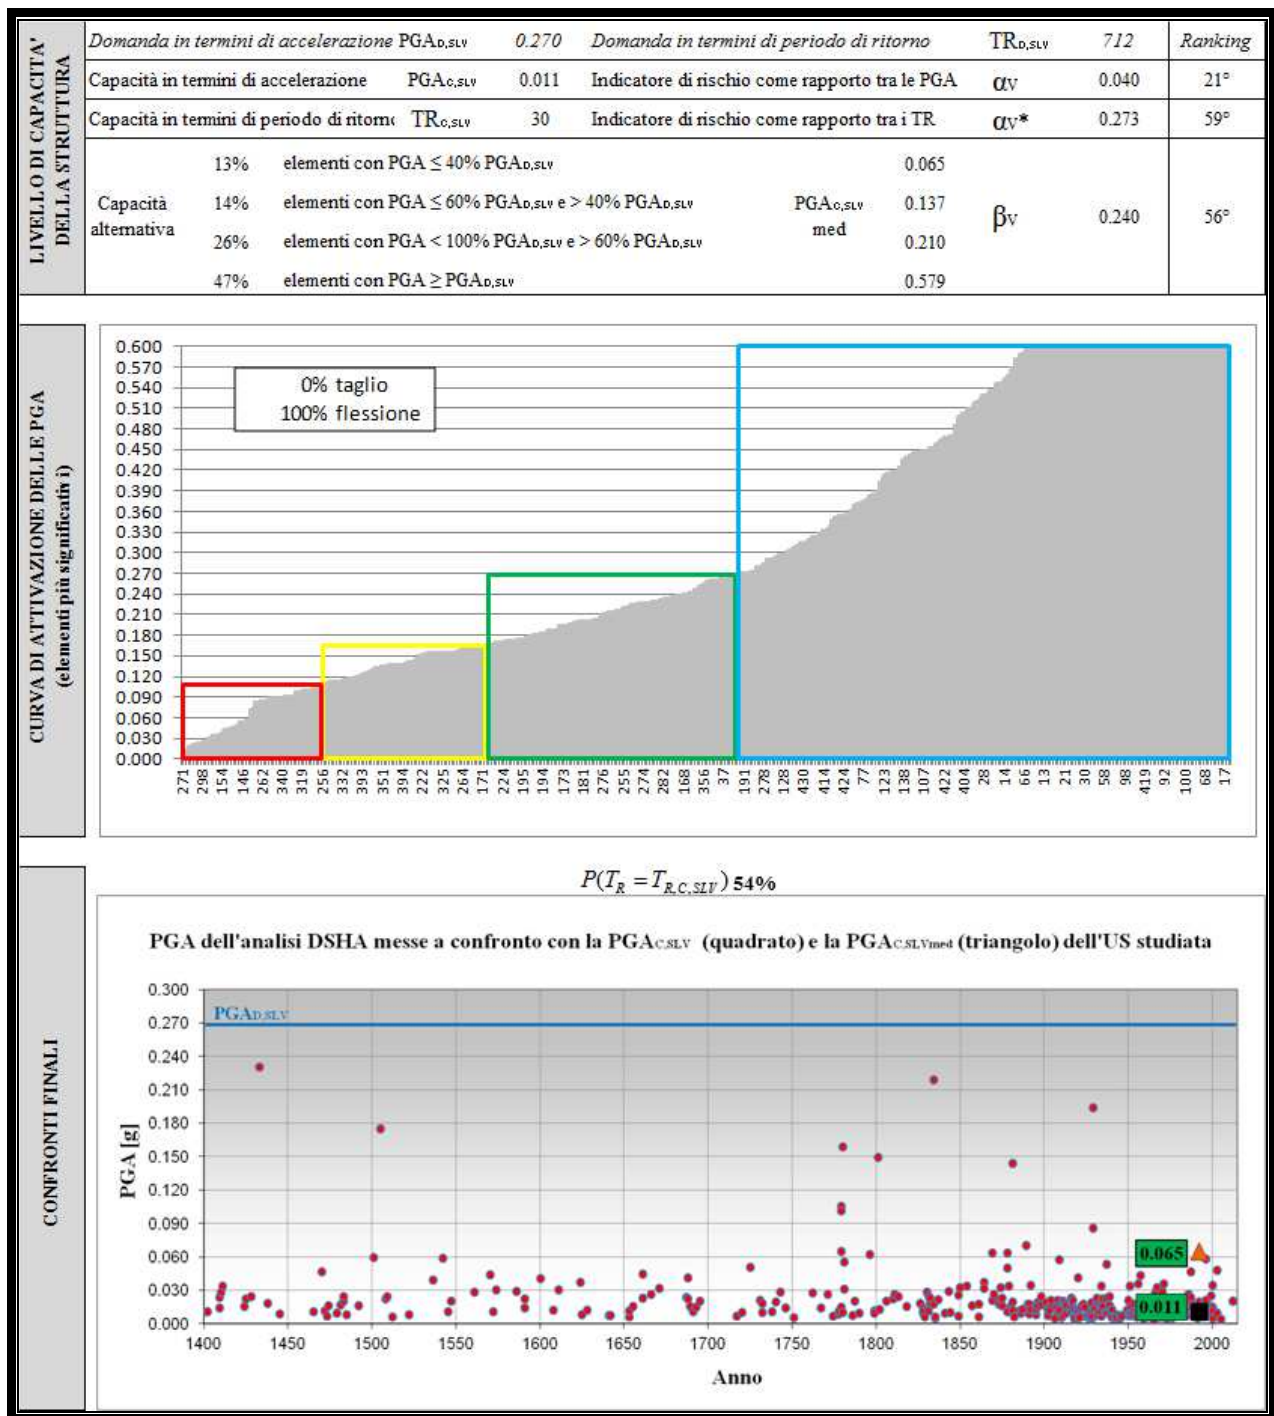 LIVELLO DI CAPACITA' DELLA STRUTTURA
Domanda in termini di accelerazione PGAD,SLV 0.270 Domanda in termini di periodo di ritorno TRD,SLV 712 Ranking
Capacità in termini di accelerazione PGAC,SLV 0.011 Indicatore di rischio come rapporto tra le PGA αV 0.040 21°
Capacità in termini di periodo di ritorno TRC,SLV 30 Indicatore di rischio come rapporto tra i TR αV* 0.273 59°
Capacità alternativa
13% elementi con PGA ≤ 40% PGAD,SLV 0.065
14% elementi con PGA ≤ 60% PGAD,SLV e > 40% PGAD,SLV 0.137
26% elementi con PGA < 100% PGAD,SLV e > 60% PGAD,SLV 0.210
47% elementi con PGA ≥ PGAD,SLV 0.579
PGAC,SLV med
βV 0.240 56°
CURVA DI ATTIVAZIONE DELLE PGA
(elementi più significativi)
0.600
0.570
0.540
0.510
0.480
0.450
0.420
0.390
0.360
0.330
0.300
0.270
0.240
0.210
0.180
0.150
0.120
0.090
0.060
0.030
0.000
0% taglio
100% flessione
271 298 154 146 262 340 319 256 332 393 351 394 222 325 264 171 224 195 194 173 181 276 255 274 282 168 356 37 191 278 128 430 414 424 77 123 138 107 422 404 28 14 66 13 21 30 58 98 419 92 100 68 17
CONFRONTI FINALI
P(TR = TR,C,SLV) 54%
PGA dell'analisi DSHA messe a confronto con la PGAC,SLV (quadrato) e la PGAC,SLVmed (triangolo) dell'US studiata
PGA [g]
0.300
0.270
0.240
0.210
0.180
0.150
0.120
0.090
0.060
0.030
0.000
PGAD,SLV
0.065
0.011
1400 1450 1500 1550 1600 1650 1700 1750 1800 1850 1900 1950 2000
Anno